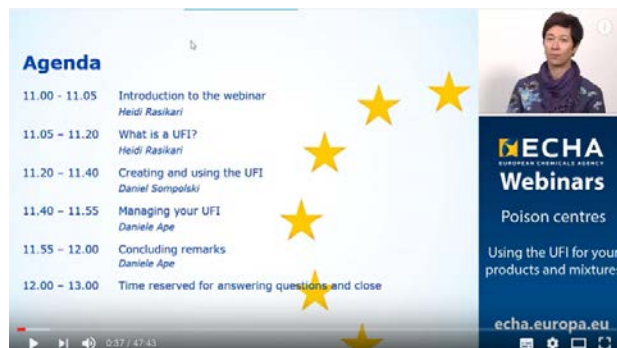 Agenda
11.00 - 11.05 Introduction to the webinar
Heidi Rasikari
11.05 – 11.20 What is a UFI?
Heidi Rasikari
11.20 – 11.40 Creating and using the UFI
Daniel Sompolski
11.40 – 11.55 Managing your UFI
Daniele Ape
11.55 – 12.00 Concluding remarks
Daniele Ape
12.00 – 13.00 Time reserved for answering questions and close
ECHA
EUROPEAN CHEMICALS AGENCY
Webinars
Poison centres
Using the UFI for your
products and mixture
echa.europa.eu
0:37 / 47:43